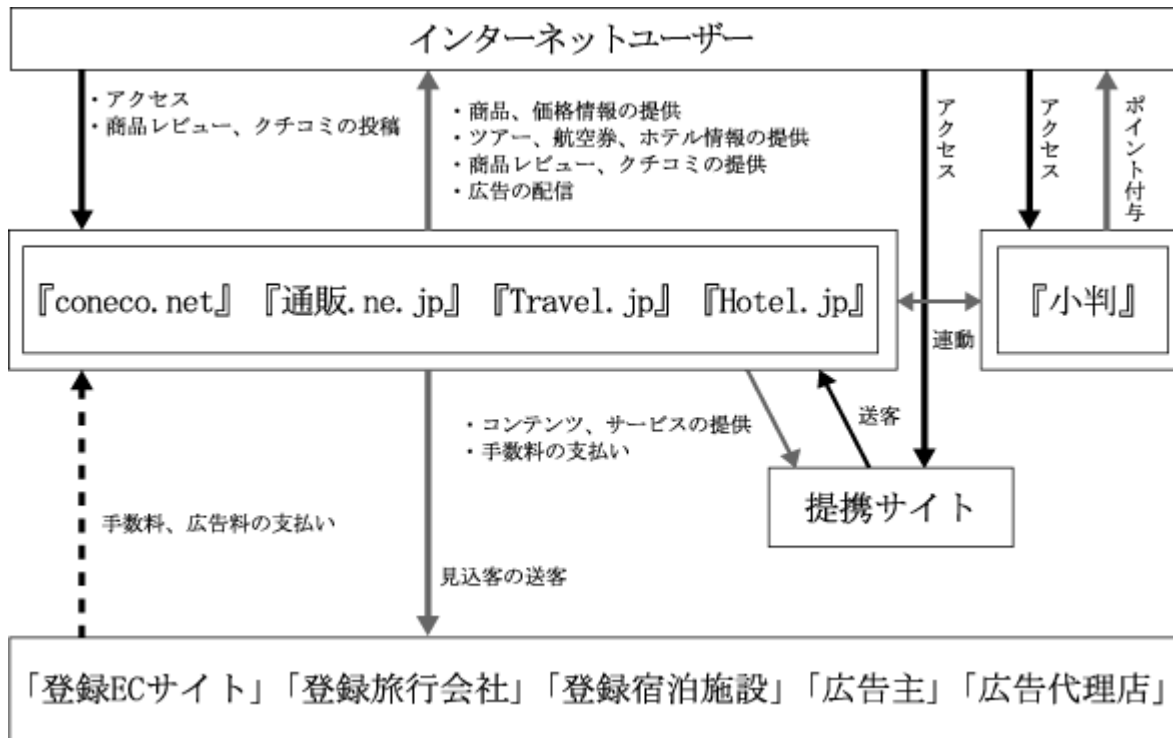 インターネットユーザー
・アクセス
・商品レビュー、クチコミの投稿
・商品、価格情報の提供
・ツアー、航空券、ホテル情報の提供
・商品レビュー、クチコミの提供
・広告の配信
アクセス
アクセス
ポイント付与
『coneco.net』『通販.ne.jp』『Travel.jp』『Hotel.jp』
連動
『小判』
・コンテンツ、サービスの提供
・手数料の支払い
送客
提携サイト
手数料、広告料の支払い
見込客の送客
「登録ECサイト」「登録旅行会社」「登録宿泊施設」「広告主」「広告代理店」